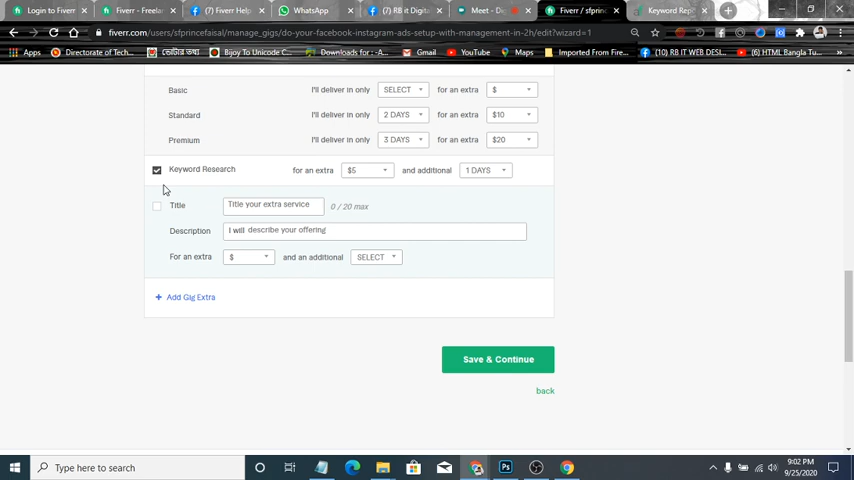 Login to Fiverr
Fiverr - Freelan
(7) Fiverr Help
WhatsApp
(7) RB it Digita
Meet -
Fiverr / sfprince
Keyword Res
fiverr.com/users/sfprincefaisal/manage_gigs/do-your-facebook-instagram-ads-setup-with-management-in-2h/edit?wizard=1
Apps
Directorate of Tech...
ভোটার তথ্য
Bijoy To Unicode C...
Downloads for : -A...
Gmail
YouTube
Maps
Imported From Fire...
(10) RB IT WEB DESI...
(3) HTML Bangla Tu...
Basic I'll deliver in only SELECT for an extra $
Standard I'll deliver in only 2 DAYS for an extra $10
Premium I'll deliver in only 3 DAYS for an extra $20
Keyword Research for an extra $5 and additional 1 DAYS
Title Title your extra service 0 / 20 max
Description I will describe your offering
For an extra $ and an additional SELECT
+ Add Gig Extra
Save & Continue
back
Type here to search
9:02 PM
9/25/2020